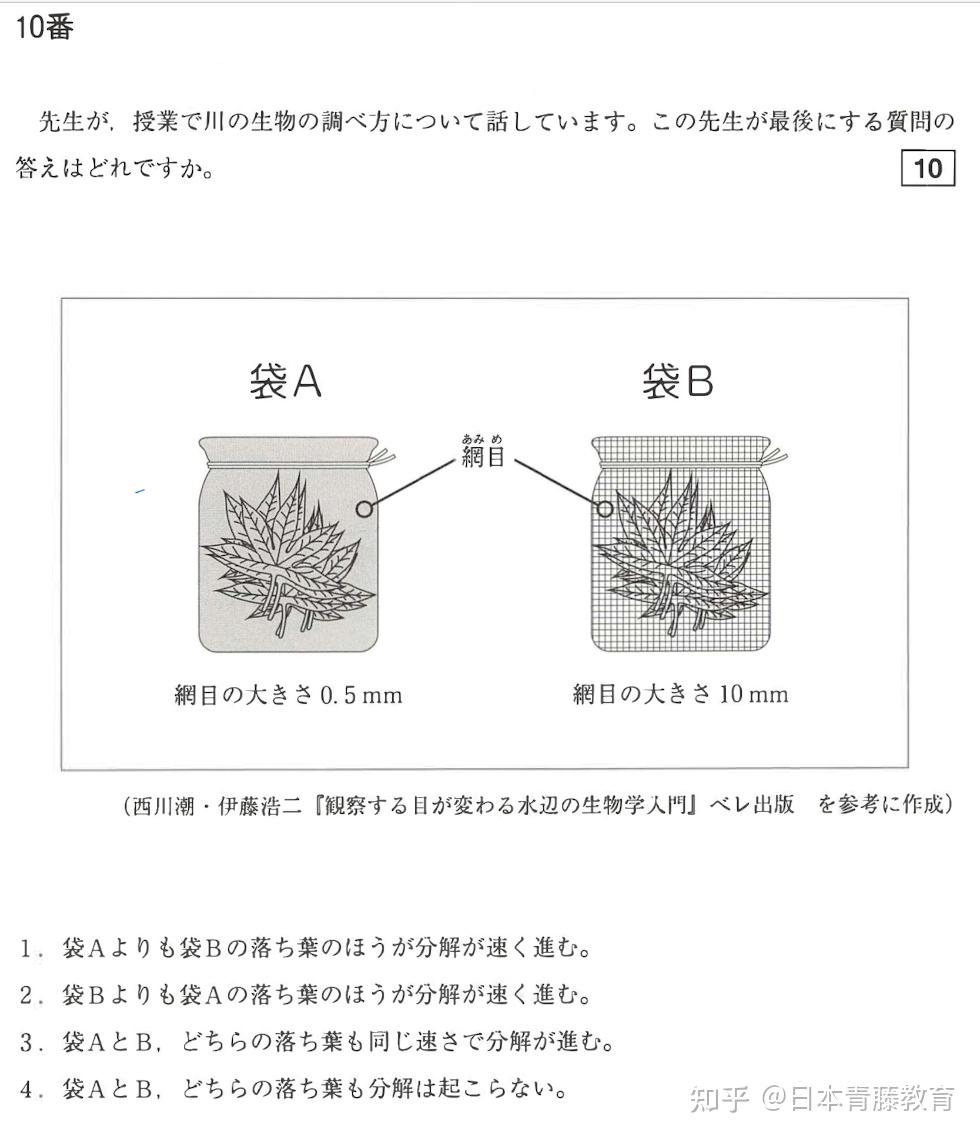 10番
先生が，授業で川の生物の調べ方について話しています。この先生が最後にする質問の
答えはどれですか。
10
袋A
袋B
あみ め
網目
網目の大きさ 0.5 mm
網目の大きさ 10 mm
（西川潮・伊藤浩二『観察する目が変わる水辺の生物学入門』ベレ出版　を参考に作成）
1．袋Aよりも袋Bの落ち葉のほうが分解が速く進む。
2．袋Bよりも袋Aの落ち葉のほうが分解が速く進む。
3．袋AとB，どちらの落ち葉も同じ速さで分解が進む。
4．袋AとB，どちらの落ち葉も分解は起こらない。
知乎 @日本青藤教育